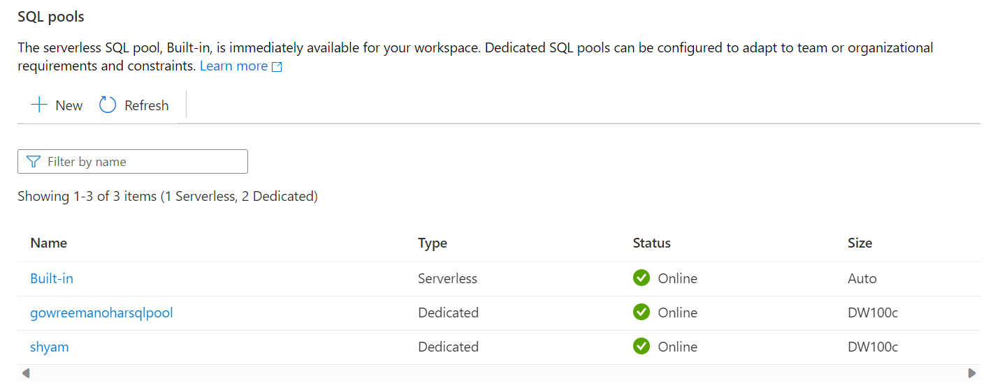 SQL pools
The serverless SQL pool, Built-in, is immediately available for your workspace. Dedicated SQL pools can be configured to adapt to team or organizational
requirements and constraints. Learn more
New Refresh
Filter by name
Showing 1-3 of 3 items (1 Serverless, 2 Dedicated)
Name Type Status Size
Built-in Serverless Online Auto
gowreemanoharsqlpool Dedicated Online DW100c
shyam Dedicated Online DW100c